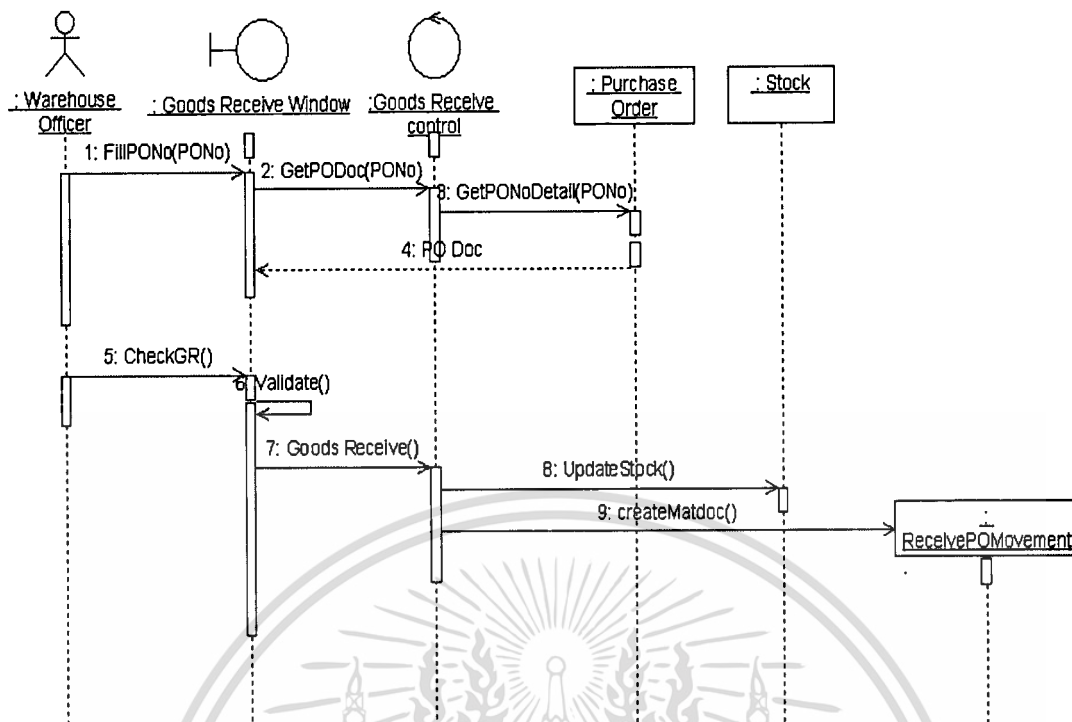 : Warehouse
Officer
: Goods Receive Window
:Goods Receive
control
: Purchase
Order
: Stock
1: FillPONo(PONo)
2: GetPODoc(PONo)
3: GetPONoDetail(PONo)
4: PO Doc
5: CheckGR()
6: Validate()
7: Goods Receive()
8: UpdateStock()
9: createMatdoc()
:
ReceivePOMovement